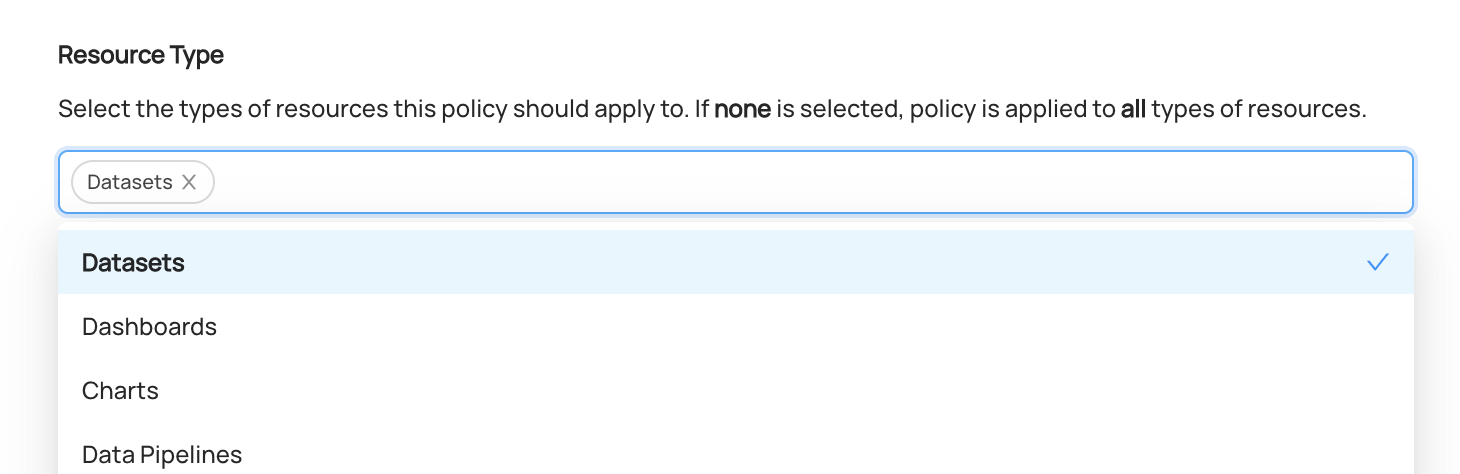 Resource Type
Select the types of resources this policy should apply to. If none is selected, policy is applied to all types of resources.
Datasets
Datasets
Dashboards
Charts
Data Pipelines